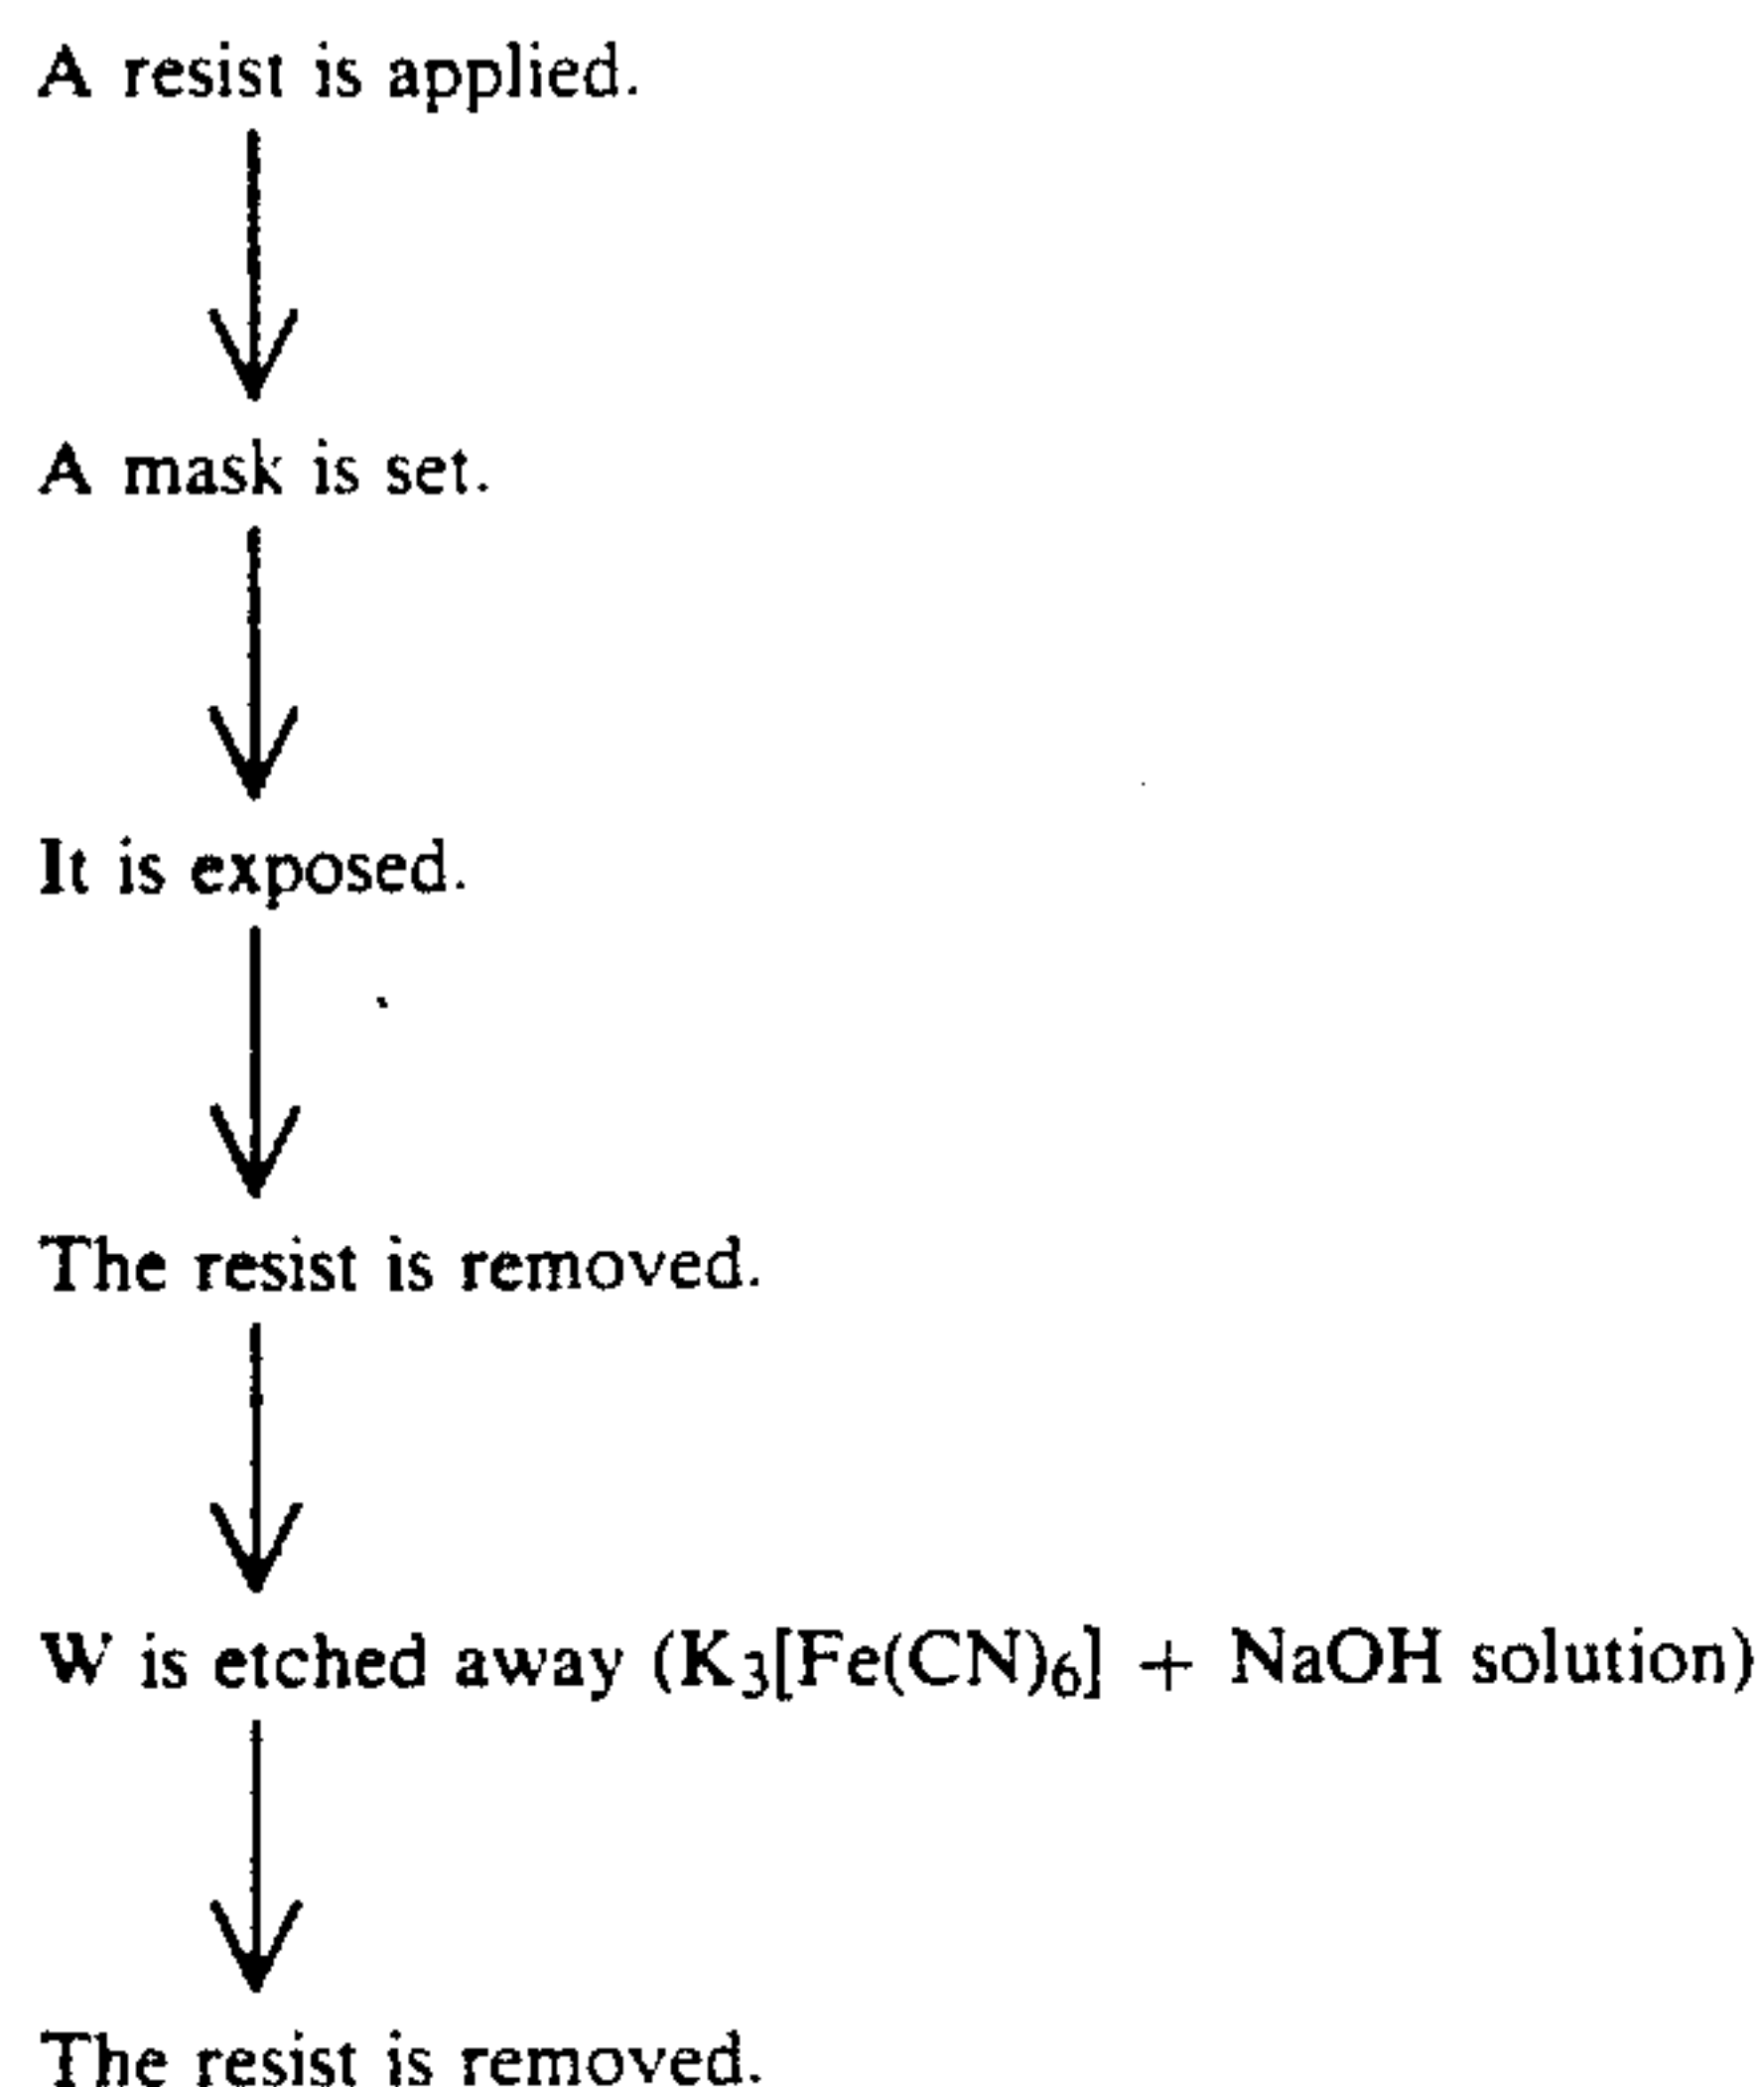 A resist is applied.
A mask is set.
It is exposed.
The resist is removed.
W is etched away (K₃[Fe(CN)₆] + NaOH solution)
The resist is removed.